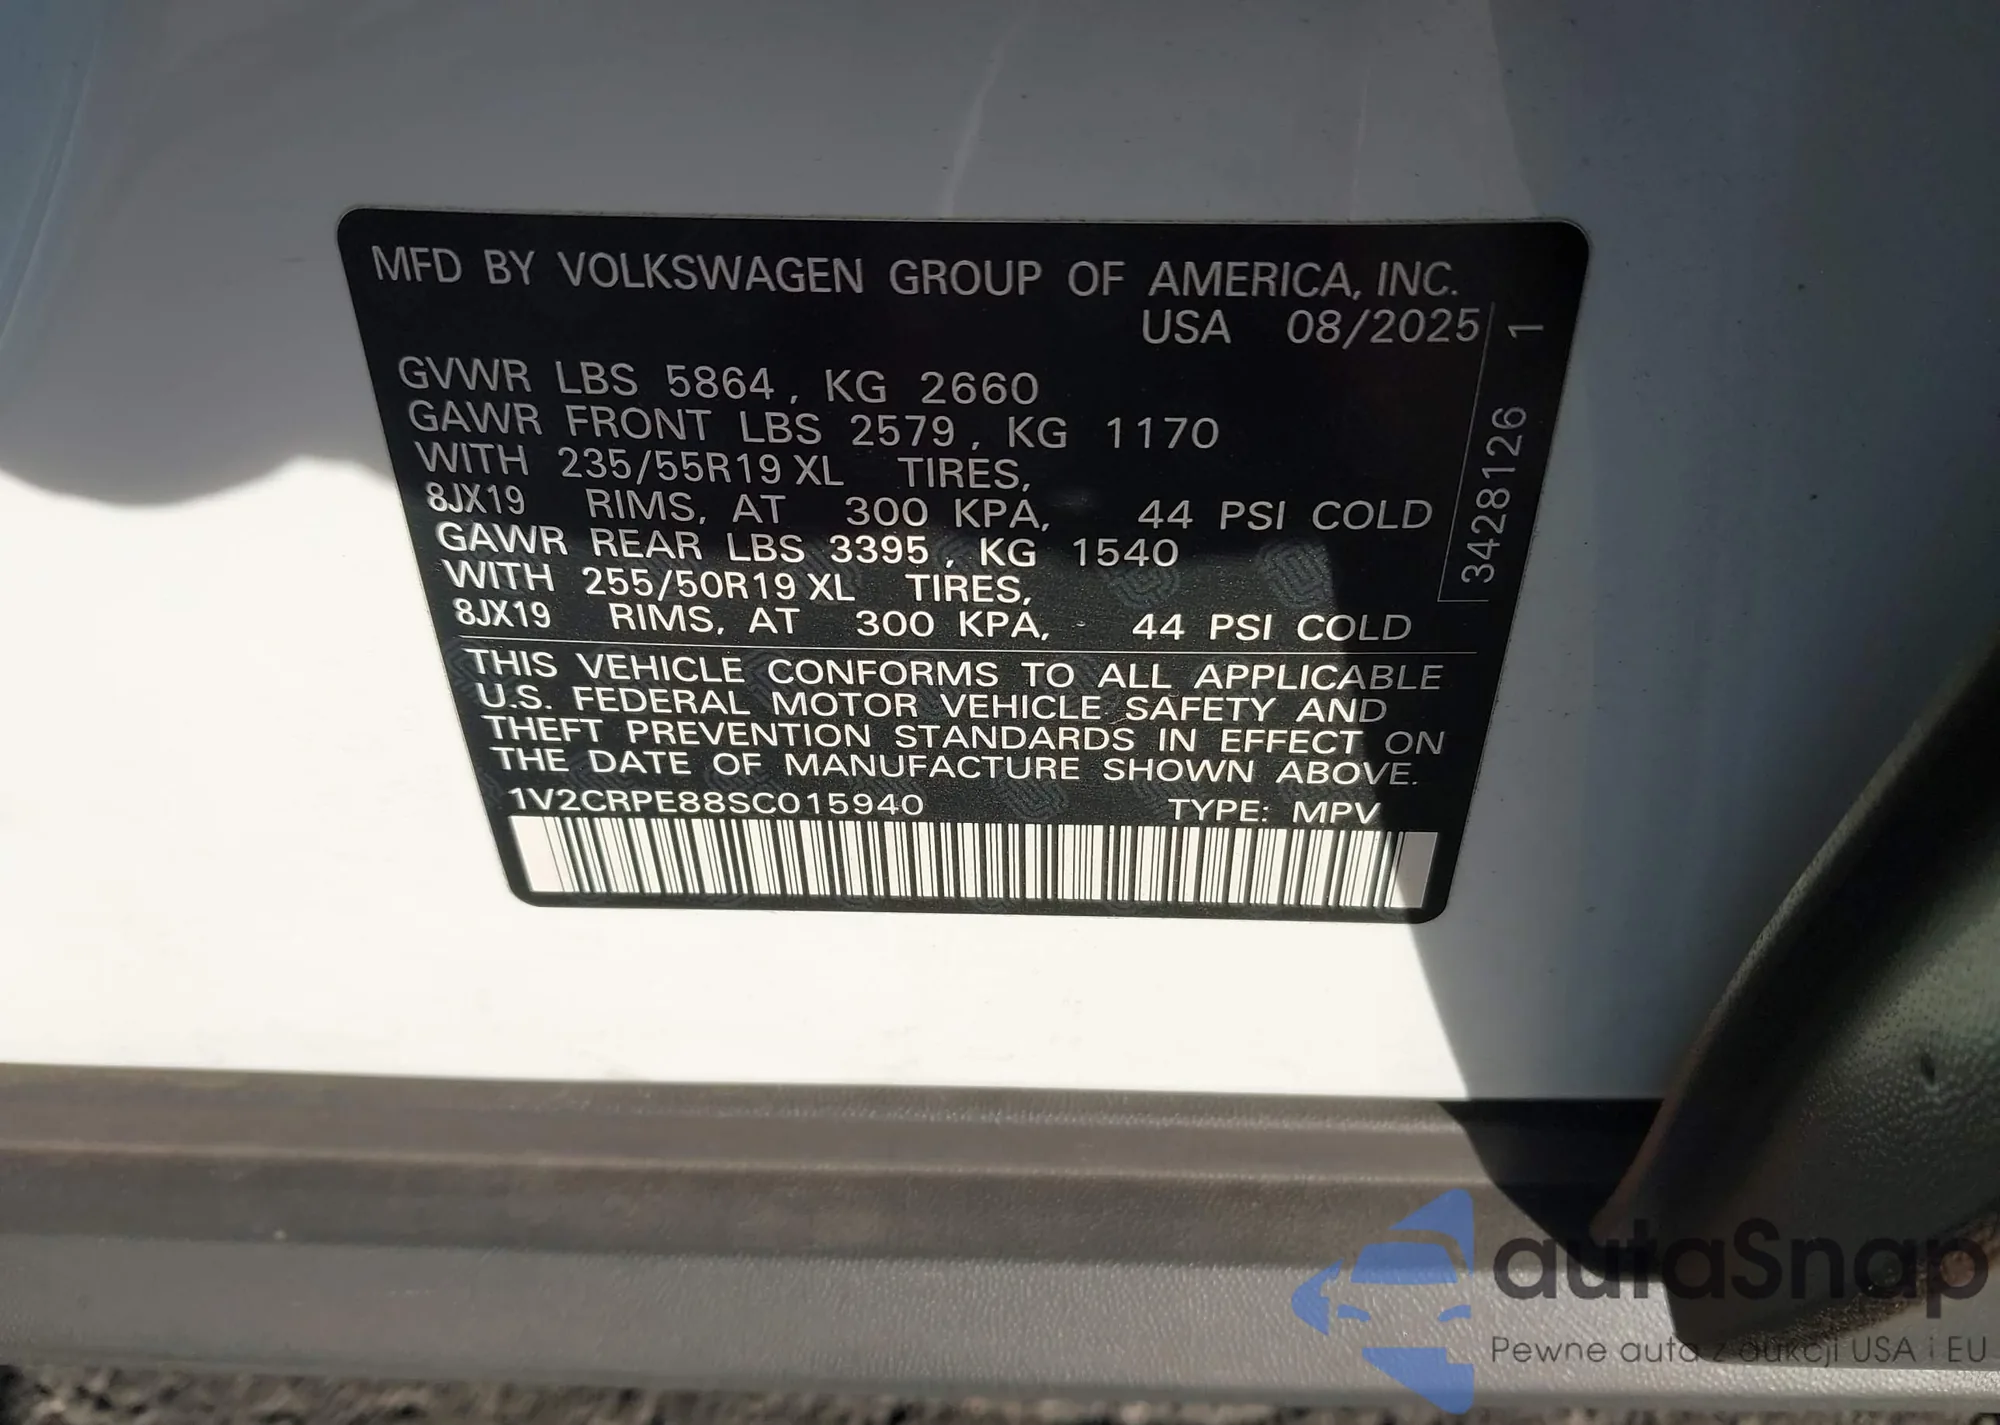 MFD BY VOLKSWAGEN GROUP OF AMERICA, INC.
USA 08/2025
GVWR LBS 5864, KG 2660
GAWR FRONT LBS 2579, KG 1170
WITH 235/55R19 XL TIRES,
8JX19 RIMS, AT 300 KPA, 44 PSI COLD
GAWR REAR LBS 3395, KG 1540
WITH 255/50R19 XL TIRES,
8JX19 RIMS, AT 300 KPA, 44 PSI COLD
3428126 1
THIS VEHICLE CONFORMS TO ALL APPLICABLE
U.S. FEDERAL MOTOR VEHICLE SAFETY AND
THEFT PREVENTION STANDARDS IN EFFECT ON
THE DATE OF MANUFACTURE SHOWN ABOVE.
1V2CRPE88SC015940 TYPE: MPV
autaSnap
Pewne auta z aukcji USA i EU